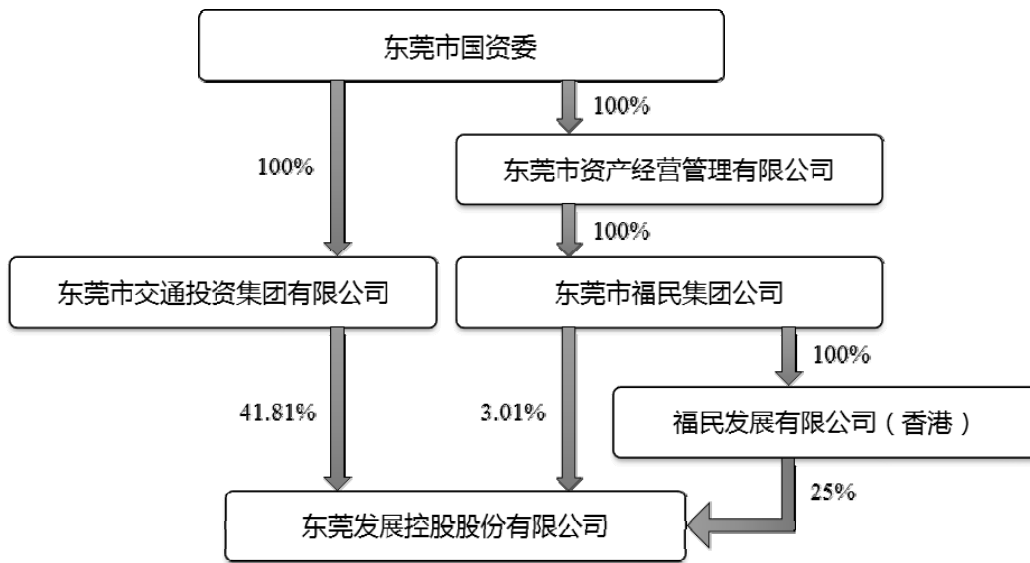 东莞市国资委
100%
100%
东莞市资产经营管理有限公司
100%
东莞市交通投资集团有限公司
东莞市福民集团公司
100%
41.81%
3.01%
福民发展有限公司（香港）
25%
东莞发展控股股份有限公司